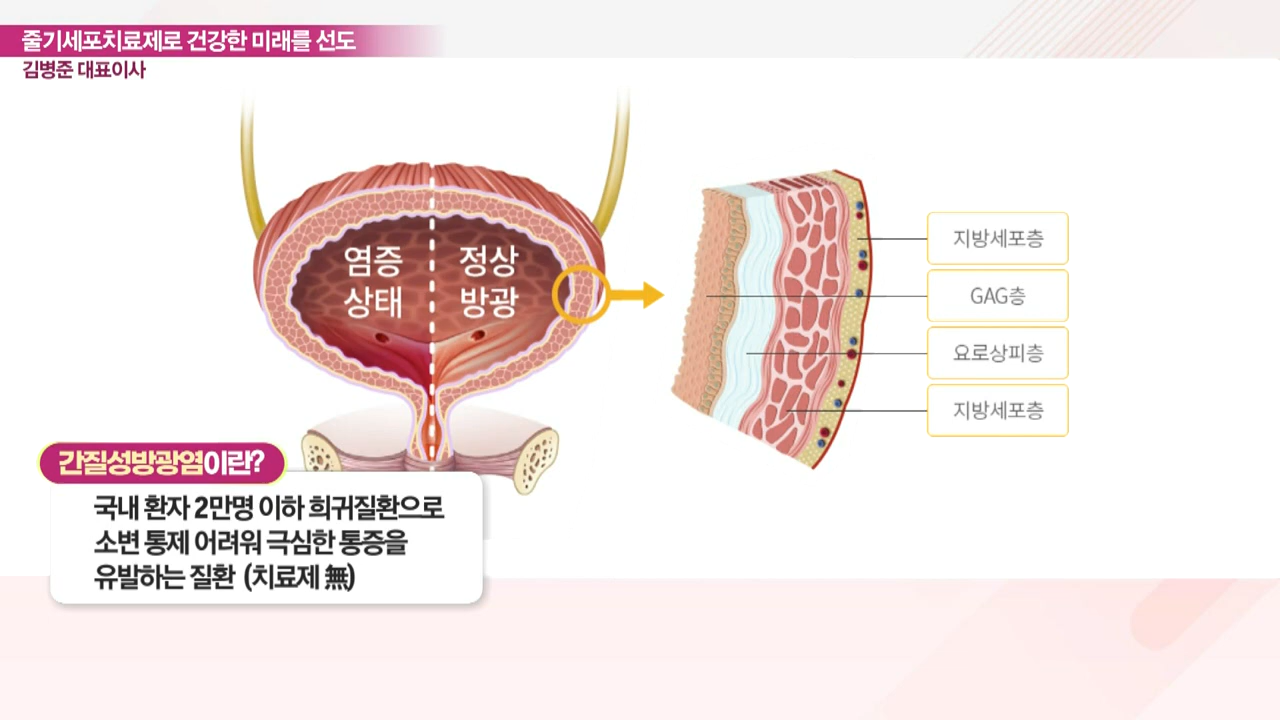 줄기세포치료제로 건강한 미래를 선도
김병준 대표이사
염증
상태
정상
방광
지방세포층
GAG층
요로상피층
지방세포층
간질성방광염이란?
국내 환자 2만명 이하 희귀질환으로
소변 통제 어려워 극심한 통증을
유발하는 질환 (치료제 無)